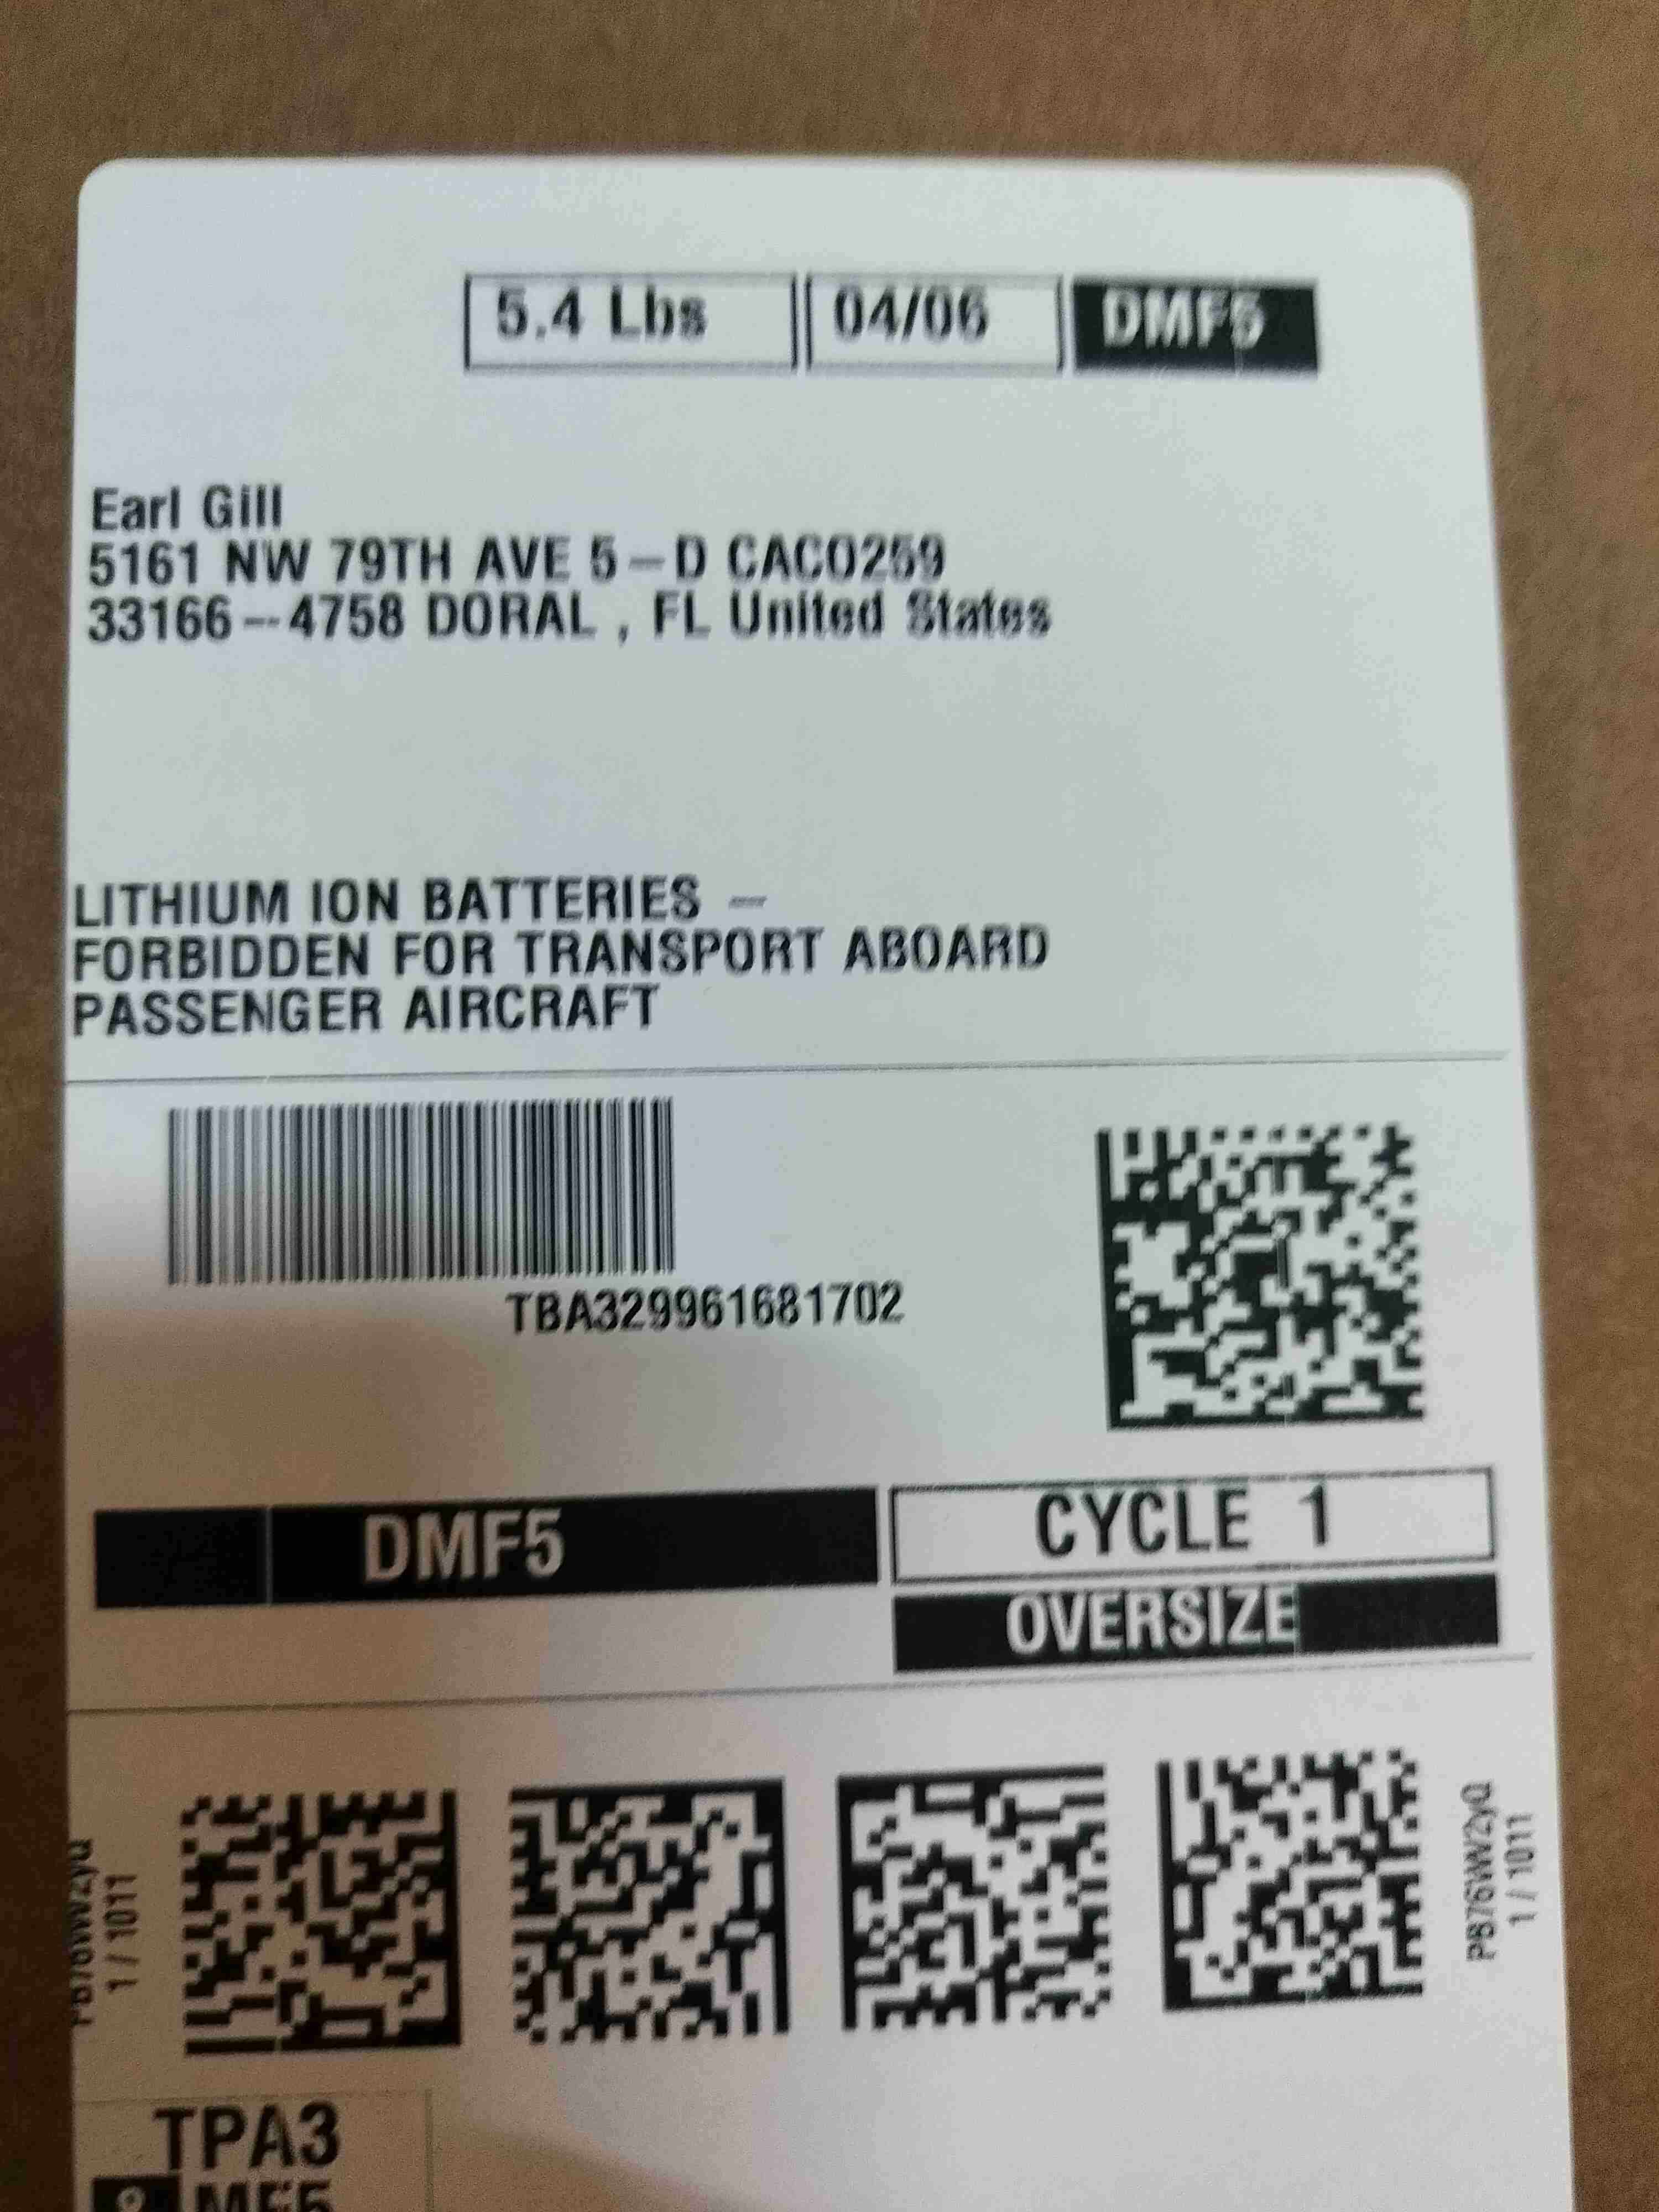 5.4 Lbs 04/06 DMF5
Earl Gill
5161 NW 79TH AVE 5-D CACO259
33166--4758 DORAL , FL United States
LITHIUM ION BATTERIES -
FORBIDDEN FOR TRANSPORT ABOARD
PASSENGER AIRCRAFT
TBA329961681702
DMF5
CYCLE 1
OVERSIZE
1/1011
PB76WW2yQ
1/1011
TPA3